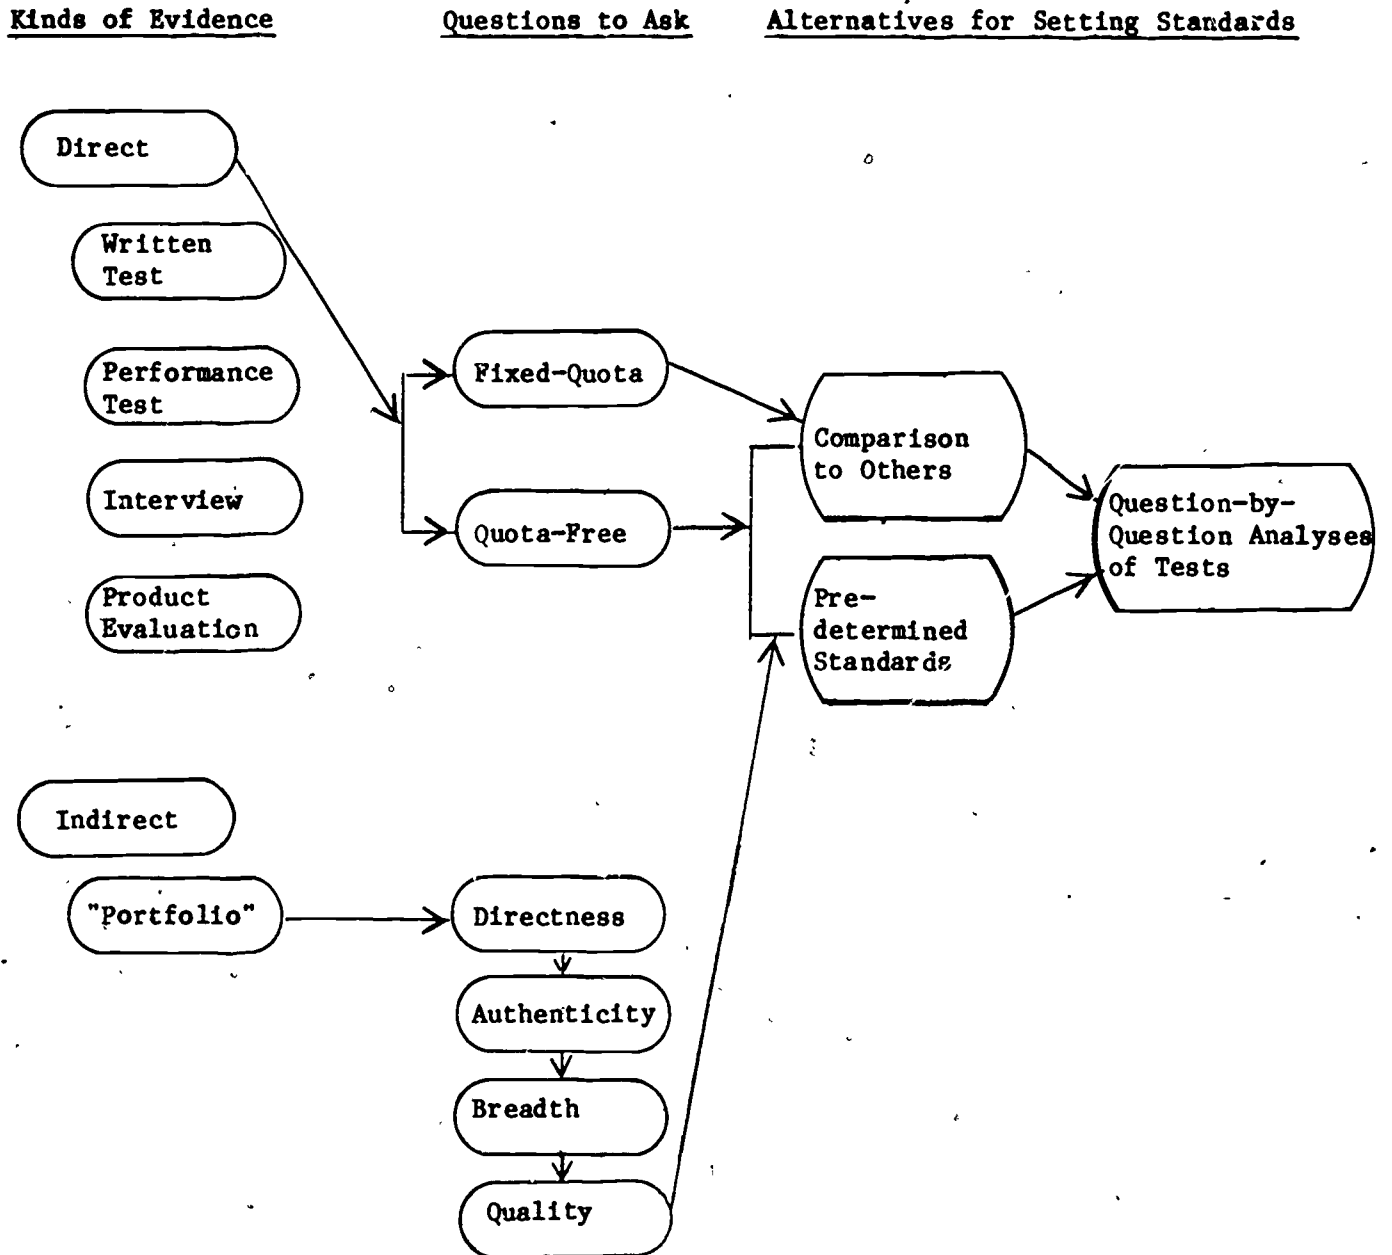 Kinds of Evidence
Questions to Ask
Alternatives for Setting Standards
Direct
Written
Test
Performance
Test
Interview
Product
Evaluation
Fixed-Quota
Quota-Free
Comparison
to Others
Pre-
determined
Standards
Question-by-
Question Analyses
of Tests
Indirect
"Portfolio"
Directness
Authenticity
Breadth
Quality